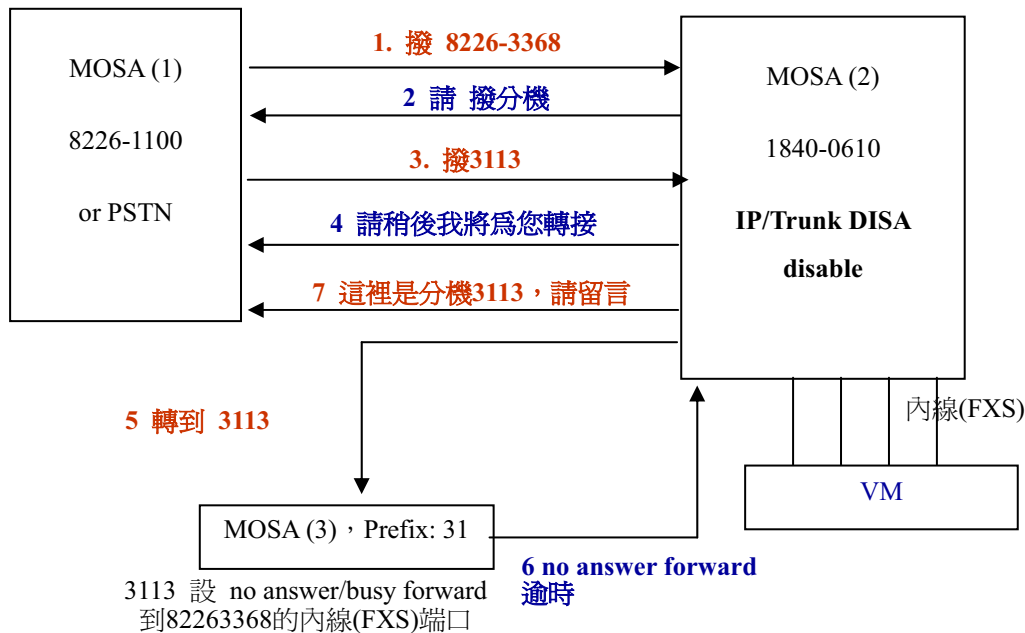 MOSA (1)
8226-1100
or PSTN
1. 撥 8226-3368
2 請 撥分機
3. 撥3113
4 請稍後我將爲您轉接
7 這裡是分機3113，請留言
MOSA (2)
1840-0610
IP/Trunk DISA
disable
5 轉到 3113
內線(FXS)
VM
MOSA (3)，Prefix: 31
6 no answer forward
逾時
3113 設 no answer/busy forward
到82263368的內線(FXS)端口